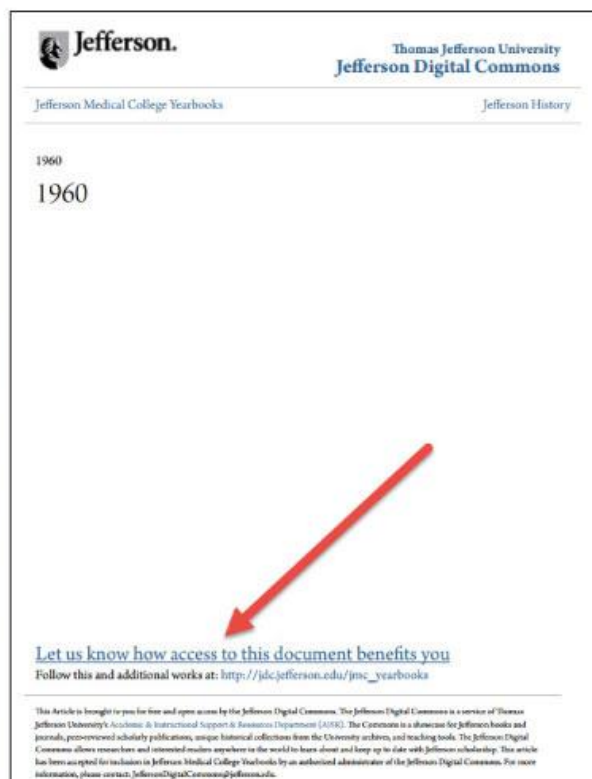 Jefferson.
Thomas Jefferson University
Jefferson Digital Commons
Jefferson Medical College Yearbooks
Jefferson History
1960
1960
Let us know how access to this document benefits you
Follow this and additional works at: http://jdc.jefferson.edu/jmc_yearbooks
This Article is brought to you for free and open access by the Jefferson Digital Commons. The Jefferson Digital Commons is a service of Thomas
Jefferson University's Academic & Instructional Support & Resources Department (AISR). The Commons is a showcase for Jefferson books and
journals, peer-reviewed scholarly publications, unique historical collections from the University archives, and teaching tools. The Jefferson Digital
Commons allows researchers and interested readers anywhere in the world to learn about and keep up to date with Jefferson scholarship. This article
has been accepted for inclusion in Jefferson Medical College Yearbooks by an authorized administrator of the Jefferson Digital Commons. For more
information, please contact: JeffersonDigitalCommons@jefferson.edu.